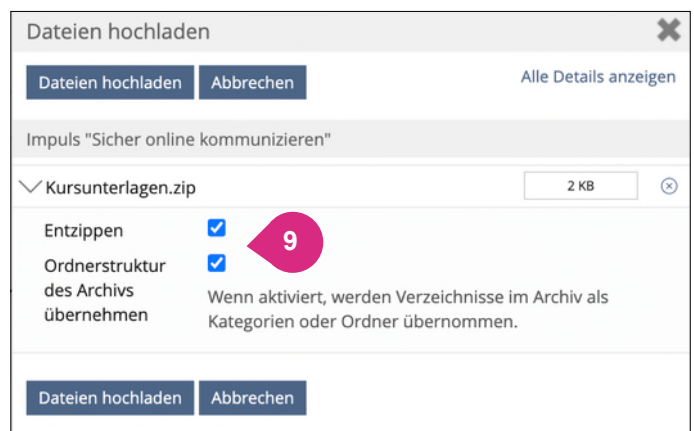 Dateien hochladen
Dateien hochladen Abbrechen Alle Details anzeigen
Impuls "Sicher online kommunizieren"
Kursunterlagen.zip 2 KB
Entzippen
9
Ordnerstruktur
des Archivs
übernehmen
Wenn aktiviert, werden Verzeichnisse im Archiv als
Kategorien oder Ordner übernommen.
Dateien hochladen Abbrechen